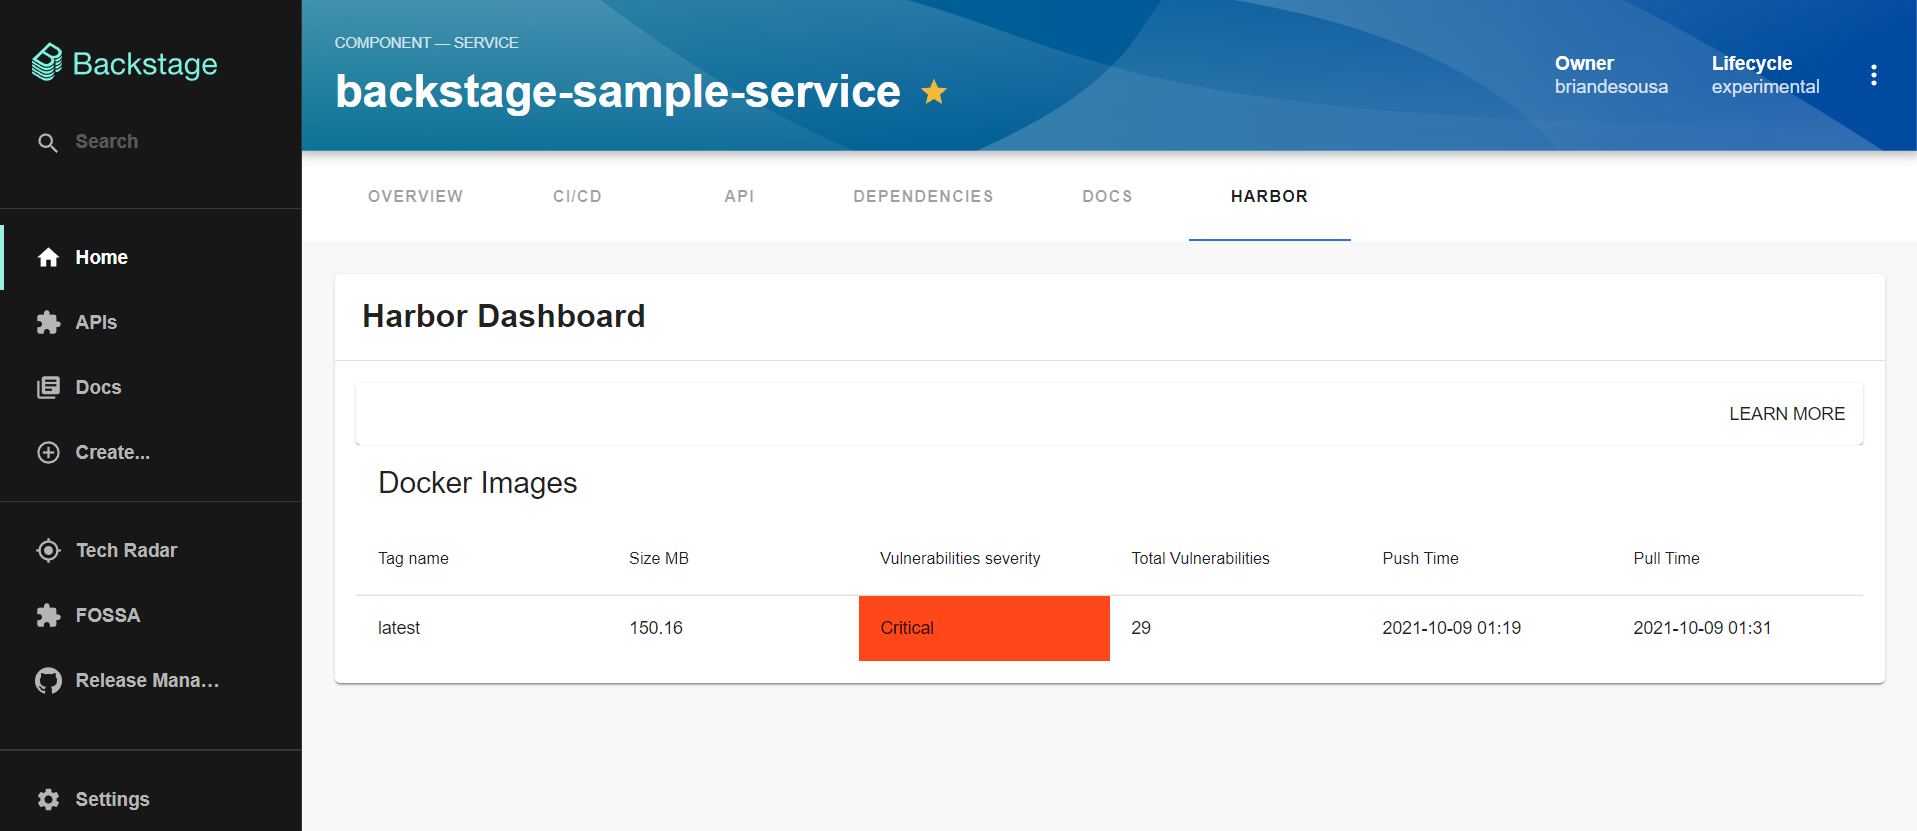 Backstage
Search
Home
APIs
Docs
Create...
Tech Radar
FOSSA
Release Mana...
Settings
COMPONENT — SERVICE
backstage-sample-service
Owner
briandesousa
Lifecycle
experimental
OVERVIEW CI/CD API DEPENDENCIES DOCS HARBOR
Harbor Dashboard
LEARN MORE
Docker Images
Tag name Size MB Vulnerabilities severity Total Vulnerabilities Push Time Pull Time
latest 150.16 Critical 29 2021-10-09 01:19 2021-10-09 01:31